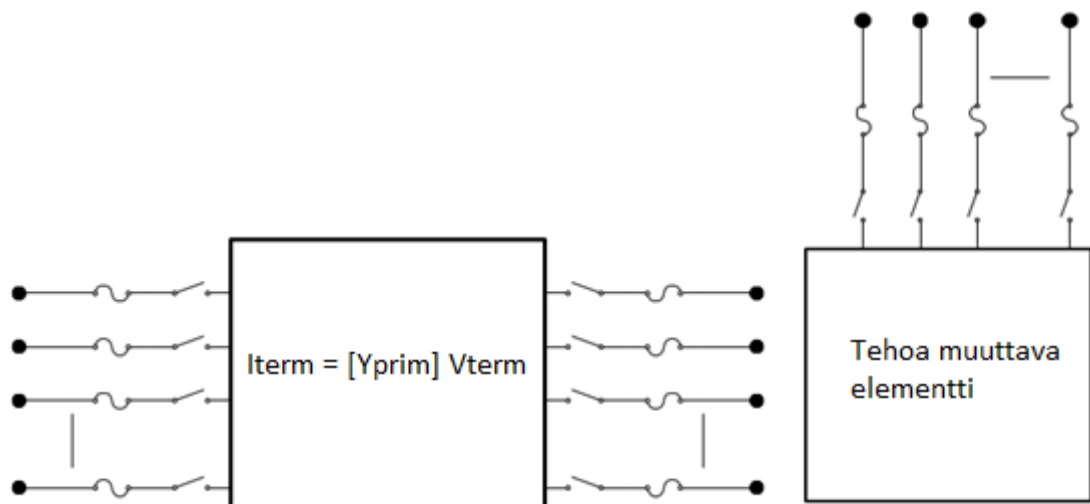 Iterm = [Yprim] Vterm
Tehoa muuttava
elementti